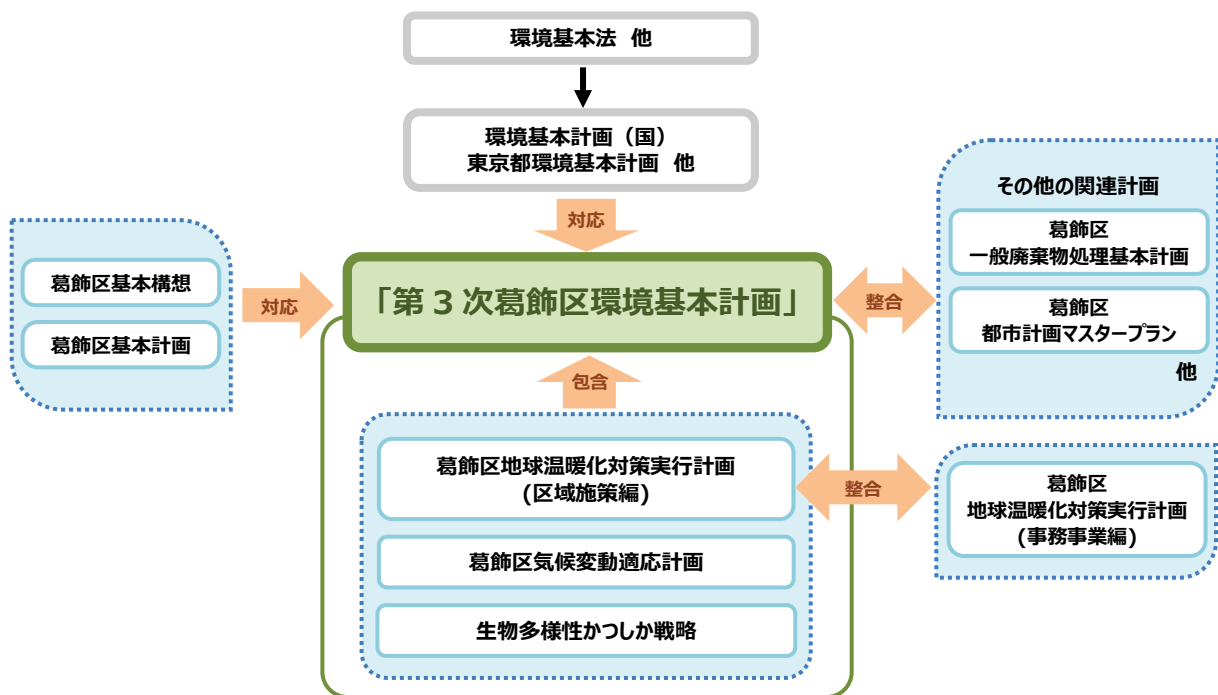 環境基本法 他
環境基本計画（国）
東京都環境基本計画 他
対応
葛飾区基本構想
葛飾区基本計画
対応
「第３次葛飾区環境基本計画」
整合
その他の関連計画
葛飾区
一般廃棄物処理基本計画
葛飾区
都市計画マスタープラン
他
包含
葛飾区地球温暖化対策実行計画
(区域施策編)
葛飾区気候変動適応計画
生物多様性かつしか戦略
整合
葛飾区
地球温暖化対策実行計画
(事務事業編)